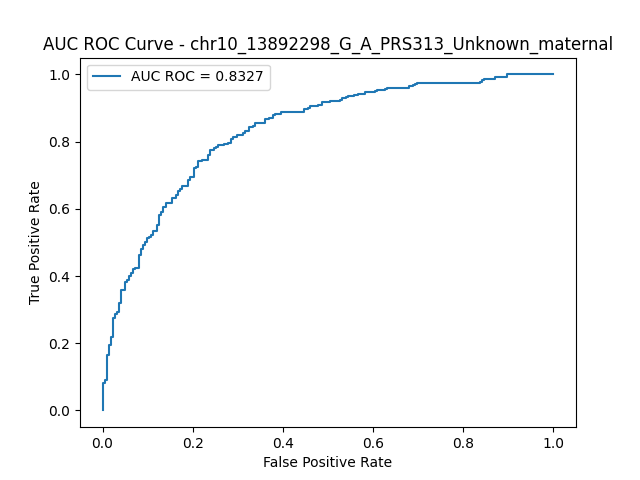 AUC ROC Curve - chr10_13892298_G_A_PRS313_Unknown_maternal
AUC ROC = 0.8327
True Positive Rate
1.0
0.8
0.6
0.4
0.2
0.0
0.0 0.2 0.4 0.6 0.8 1.0
False Positive Rate